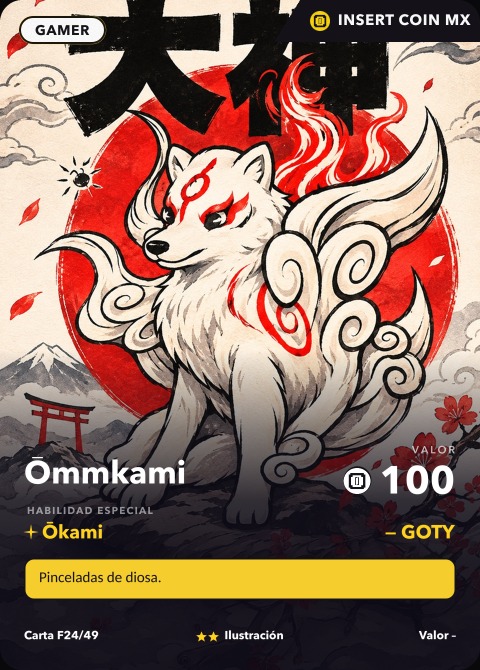 GAMER
INSERT COIN MX
大神
Ōmmkami
VALOR
100
HABILIDAD ESPECIAL
Ōkami
– GOTY
Pinceladas de diosa.
Carta F24/49
★★ Ilustración
Valor –